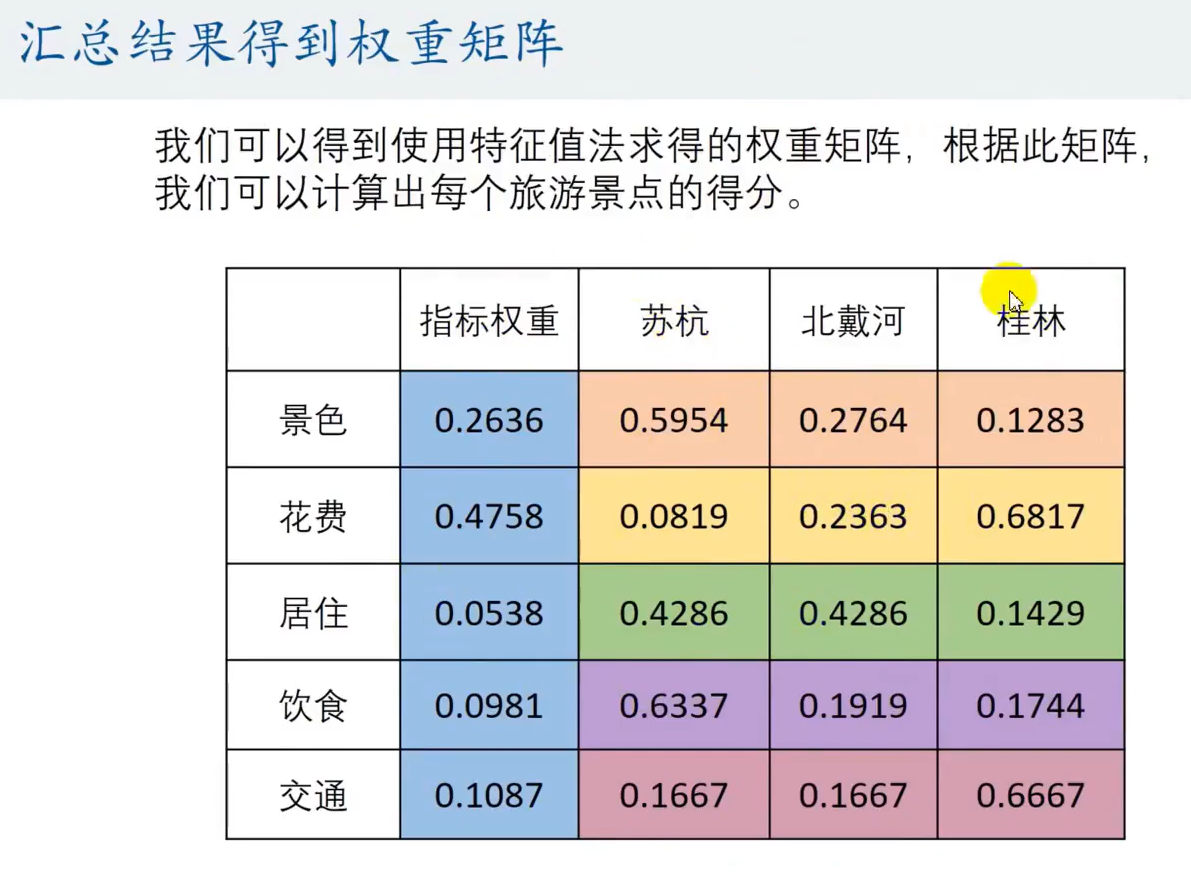 汇总结果得到权重矩阵
我们可以得到使用特征值法求得的权重矩阵，根据此矩阵，
我们可以计算出每个旅游景点的得分。
指标权重 苏杭 北戴河 桂林
景色 0.2636 0.5954 0.2764 0.1283
花费 0.4758 0.0819 0.2363 0.6817
居住 0.0538 0.4286 0.4286 0.1429
饮食 0.0981 0.6337 0.1919 0.1744
交通 0.1087 0.1667 0.1667 0.6667